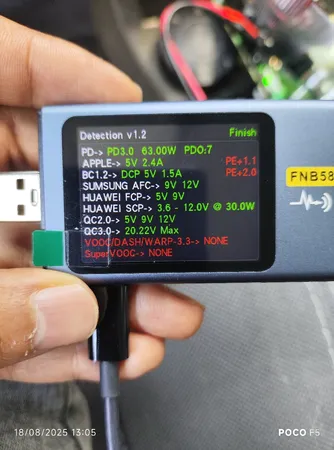 Detection v1.2 Finish
PD-> PD3.0 63.00W PDO:7
APPLE-> 5V 2.4A PE+1.1
BC1.2-> DCP 5V 1.5A PE+2.0
SUMSUNG AFC-> 9V 12V
HUAWEI FCP-> 5V 9V
HUAWEI SCP-> 3.6 - 12.0V @ 30.0W
QC2.0-> 5V 9V 12V
QC3.0-> 20.22V Max
VOOC/DASH/WARP-3.3-> NONE
SuperVOOC-> NONE
FNB58
18/08/2025 13:05 POCO F5